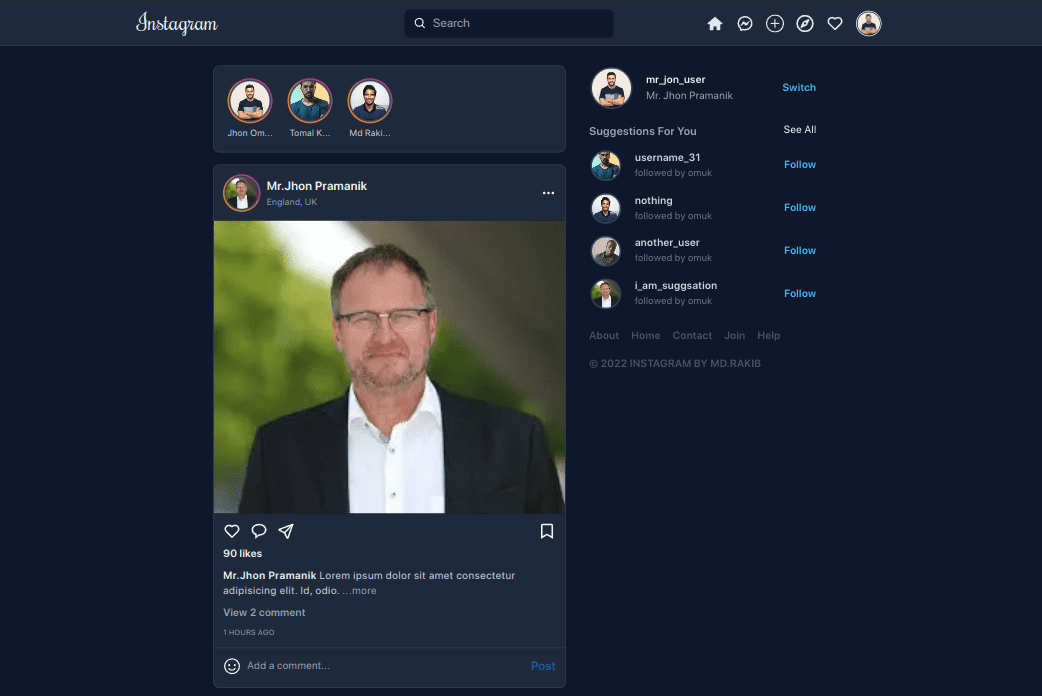 Instagram
Search
Jhon Om...
Tomal K...
Md Raki...
Mr.Jhon Pramanik
England, UK
90 likes
Mr.Jhon Pramanik Lorem ipsum dolor sit amet consectetur
adipisicing elit. Id, odio. ...more
View 2 comment
1 HOURS AGO
Add a comment...
Post
mr_jon_user
Mr. Jhon Pramanik
Switch
Suggestions For You
See All
username_31
followed by omuk
Follow
nothing
followed by omuk
Follow
another_user
followed by omuk
Follow
i_am_suggsation
followed by omuk
Follow
About Home Contact Join Help
© 2022 INSTAGRAM BY MD.RAKIB